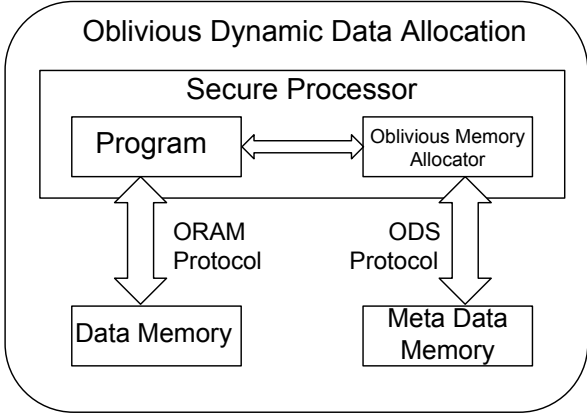 Oblivious Dynamic Data Allocation
Secure Processor
Program
Oblivious Memory
Allocator
ORAM
Protocol
ODS
Protocol
Data Memory
Meta Data
Memory